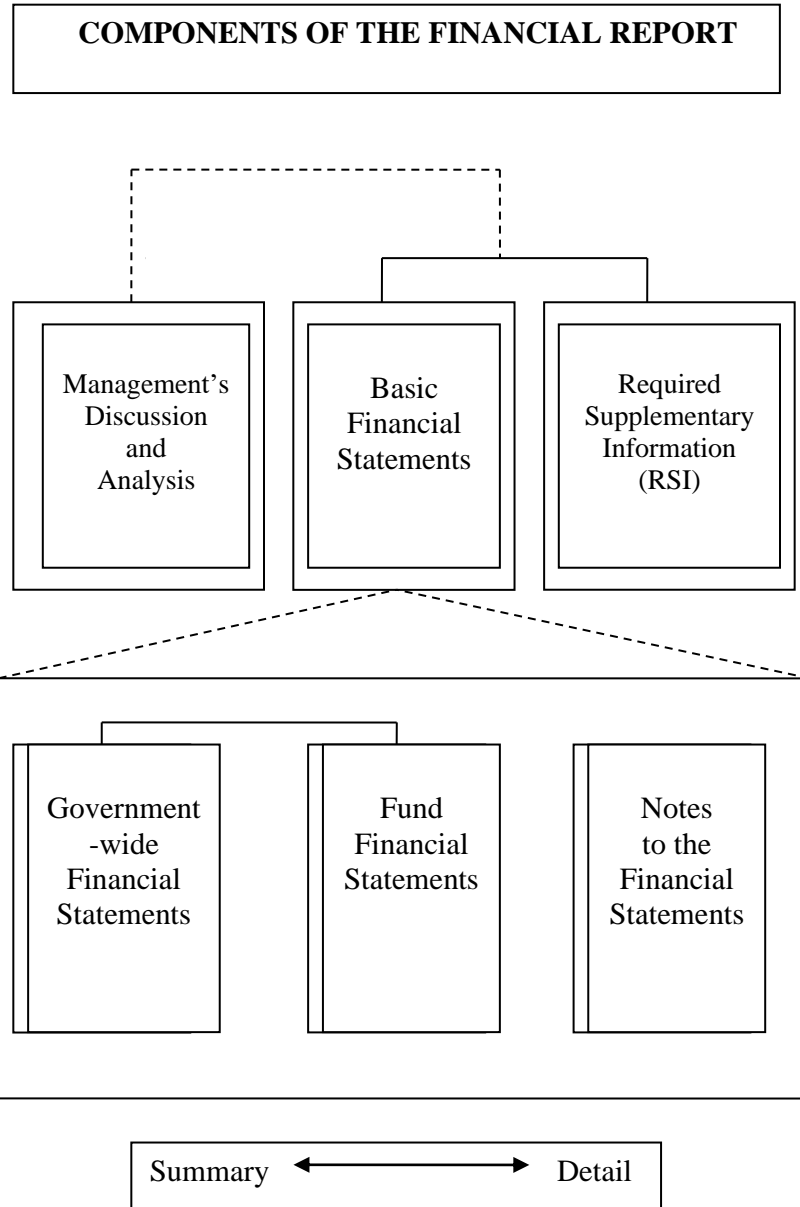 COMPONENTS OF THE FINANCIAL REPORT
Management’s
Discussion
and
Analysis
Basic
Financial
Statements
Required
Supplementary
Information
(RSI)
Government
-wide
Financial
Statements
Fund
Financial
Statements
Notes
to the
Financial
Statements
Summary Detail